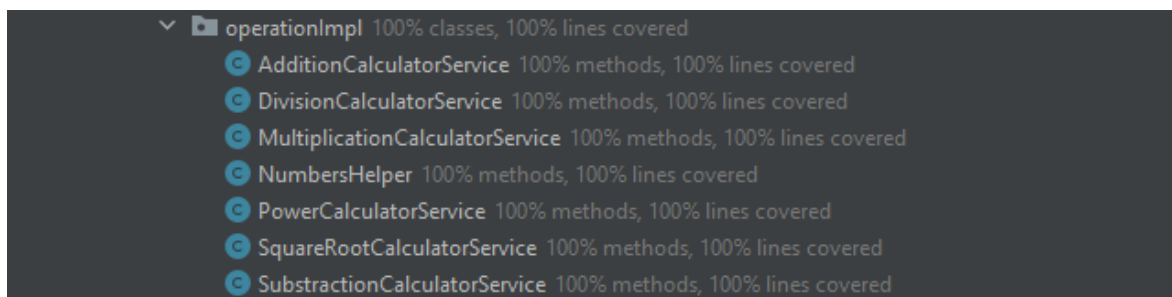 operationImpl 100% classes, 100% lines covered
AdditionCalculatorService 100% methods, 100% lines covered
DivisionCalculatorService 100% methods, 100% lines covered
MultiplicationCalculatorService 100% methods, 100% lines covered
NumbersHelper 100% methods, 100% lines covered
PowerCalculatorService 100% methods, 100% lines covered
SquareRootCalculatorService 100% methods, 100% lines covered
SubstractionCalculatorService 100% methods, 100% lines covered